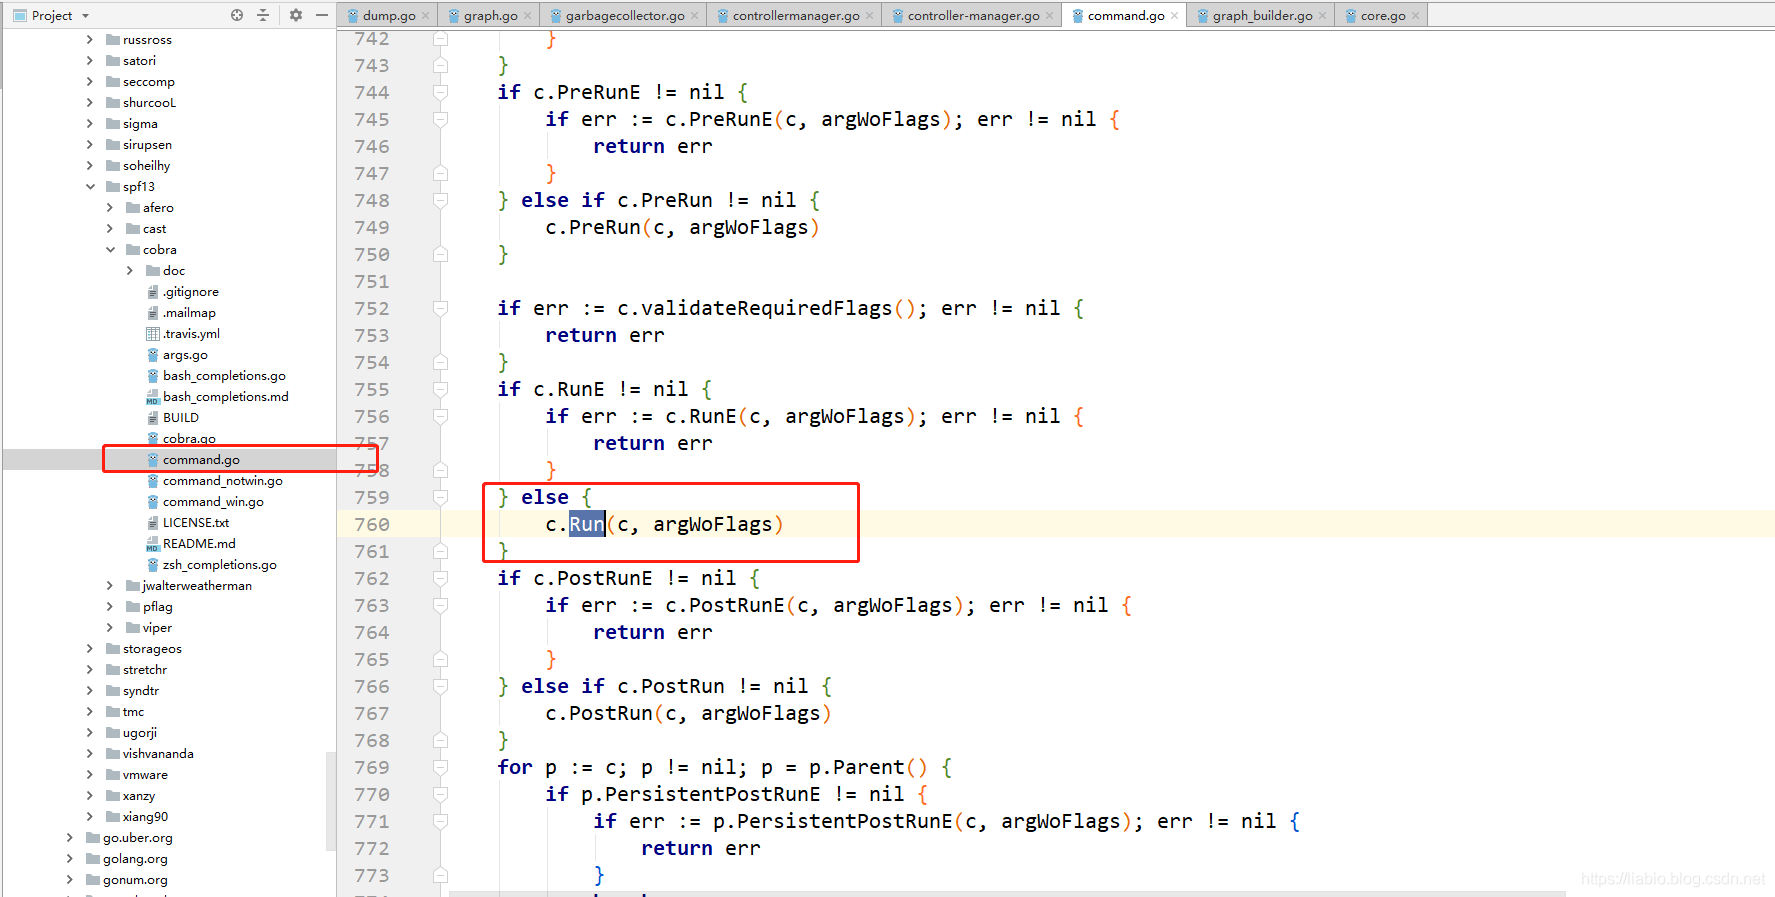 Project
dump.go
graph.go
garbagecollector.go
controllermanager.go
controller-manager.go
command.go
graph_builder.go
core.go
russross
satori
seccomp
shurcooL
sigma
sirupsen
soheilhy
spf13
afero
cast
cobra
doc
.gitignore
.mailmap
.travis.yml
args.go
bash_completions.go
bash_completions.md
BUILD
cobra.go
command.go
command_notwin.go
command_win.go
LICENSE.txt
README.md
zsh_completions.go
jwalterweatherman
pflag
viper
storageos
stretchr
syndtr
tmc
ugorji
vishvananda
vmware
xanzy
xiang90
go.uber.org
golang.org
gonum.org
742 }
743 }
744 if c.PreRunE != nil {
745 if err := c.PreRunE(c, argWoFlags); err != nil {
746 return err
747 }
748 } else if c.PreRun != nil {
749 c.PreRun(c, argWoFlags)
750 }
751
752 if err := c.validateRequiredFlags(); err != nil {
753 return err
754 }
755 if c.RunE != nil {
756 if err := c.RunE(c, argWoFlags); err != nil {
757 return err
758 }
759 } else {
760 c.Run(c, argWoFlags)
761 }
762 if c.PostRunE != nil {
763 if err := c.PostRunE(c, argWoFlags); err != nil {
764 return err
765 }
766 } else if c.PostRun != nil {
767 c.PostRun(c, argWoFlags)
768 }
769 for p := c; p != nil; p = p.Parent() {
770 if p.PersistentPostRunE != nil {
771 if err := p.PersistentPostRunE(c, argWoFlags); err != nil {
772 return err
773 }
https://liabio.blog.csdn.net